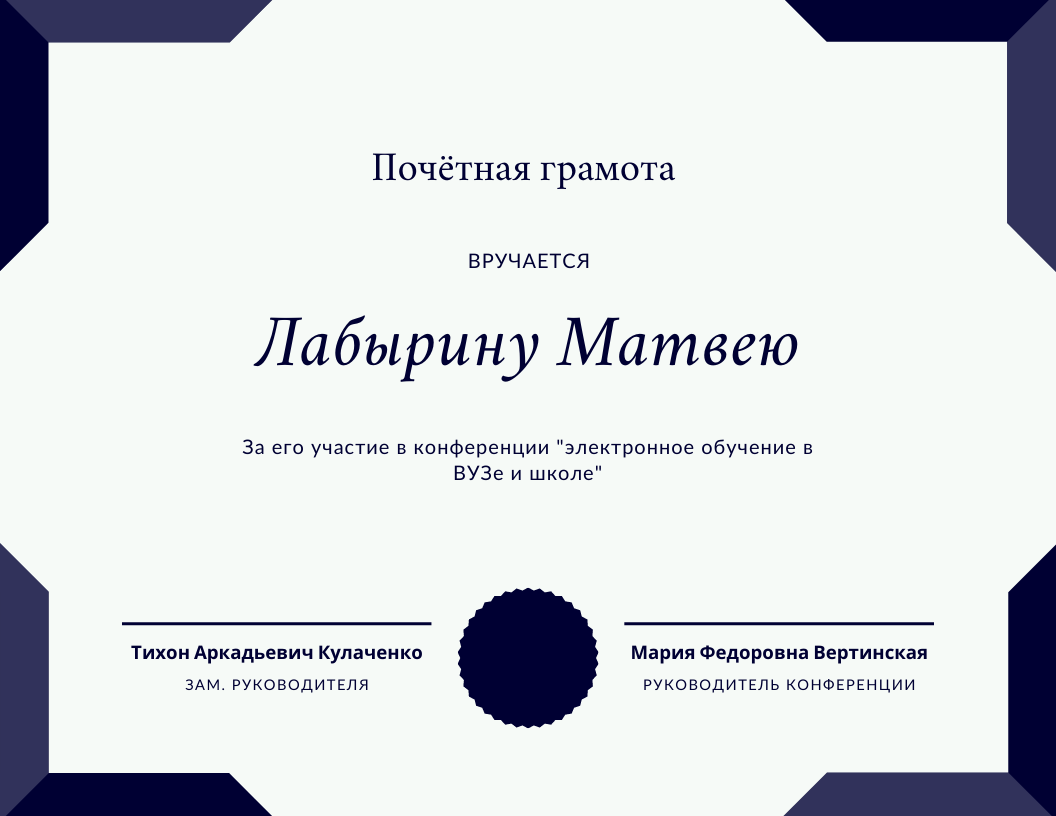 Почётная грамота
ВРУЧАЕТСЯ
Лабырину Матвею
За его участие в конференции "электронное обучение в
ВУЗе и школе"
Тихон Аркадьевич Кулаченко
ЗАМ. РУКОВОДИТЕЛЯ
Мария Федоровна Вертинская
РУКОВОДИТЕЛЬ КОНФЕРЕНЦИИ